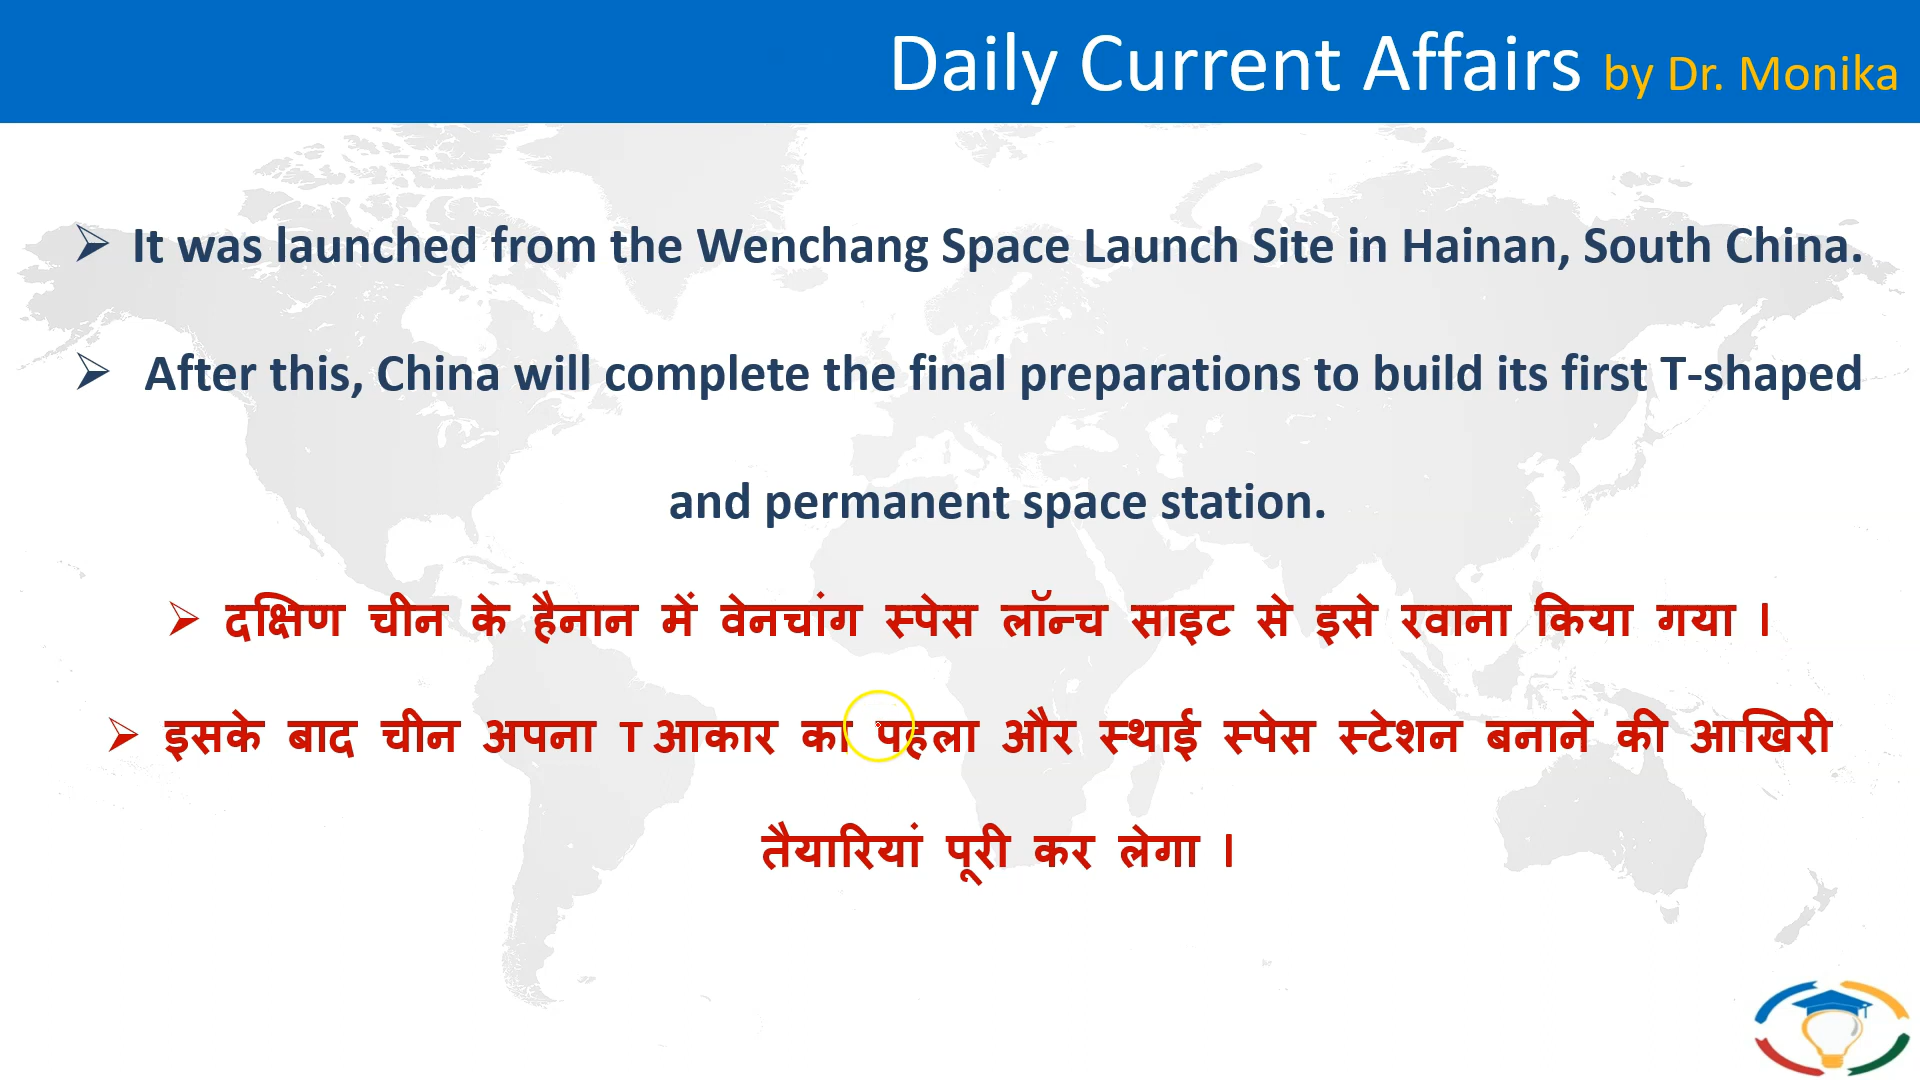 Daily Current Affairs by Dr. Monika
It was launched from the Wenchang Space Launch Site in Hainan, South China.
After this, China will complete the final preparations to build its first T-shaped
and permanent space station.
दक्षिण चीन के हैनान में वेनचांग स्पेस लॉन्च साइट से इसे रवाना किया गया ।
इसके बाद चीन अपना T आकार का पहला और स्थाई स्पेस स्टेशन बनाने की आखिरी
तैयारियां पूरी कर लेगा ।